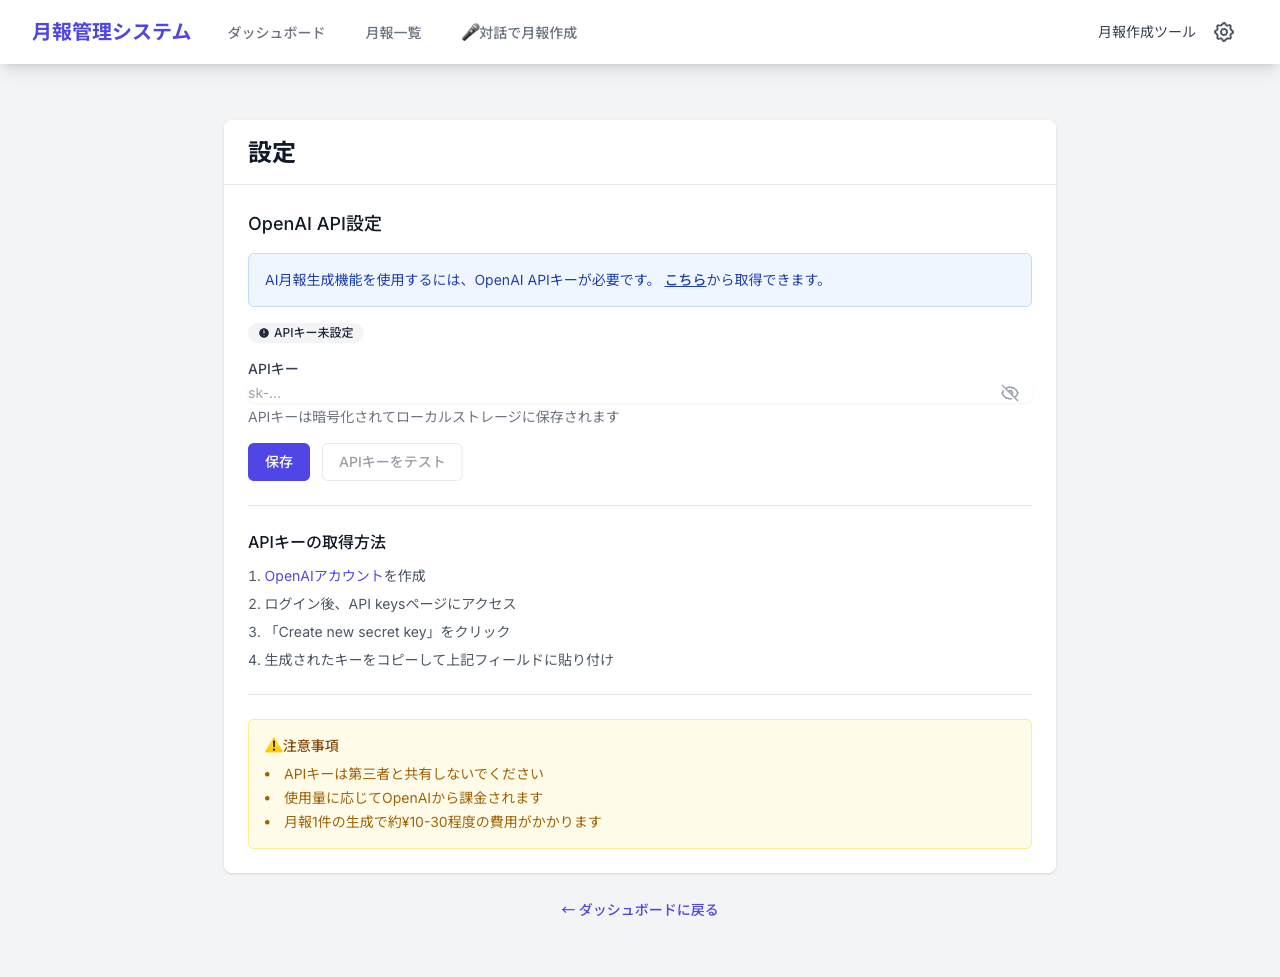 月報管理システム ダッシュボード 月報一覧 🎤対話で月報作成 月報作成ツール
設定
OpenAI API設定
AI月報生成機能を使用するには、OpenAI APIキーが必要です。 こちらから取得できます。
APIキー未設定
APIキー
sk-...
APIキーは暗号化されてローカルストレージに保存されます
保存 APIキーをテスト
APIキーの取得方法
1. OpenAIアカウントを作成
2. ログイン後、API keysページにアクセス
3. 「Create new secret key」をクリック
4. 生成されたキーをコピーして上記フィールドに貼り付け
⚠️注意事項
• APIキーは第三者と共有しないでください
• 使用量に応じてOpenAIから課金されます
• 月報1件の生成で約¥10-30程度の費用がかかります
← ダッシュボードに戻る